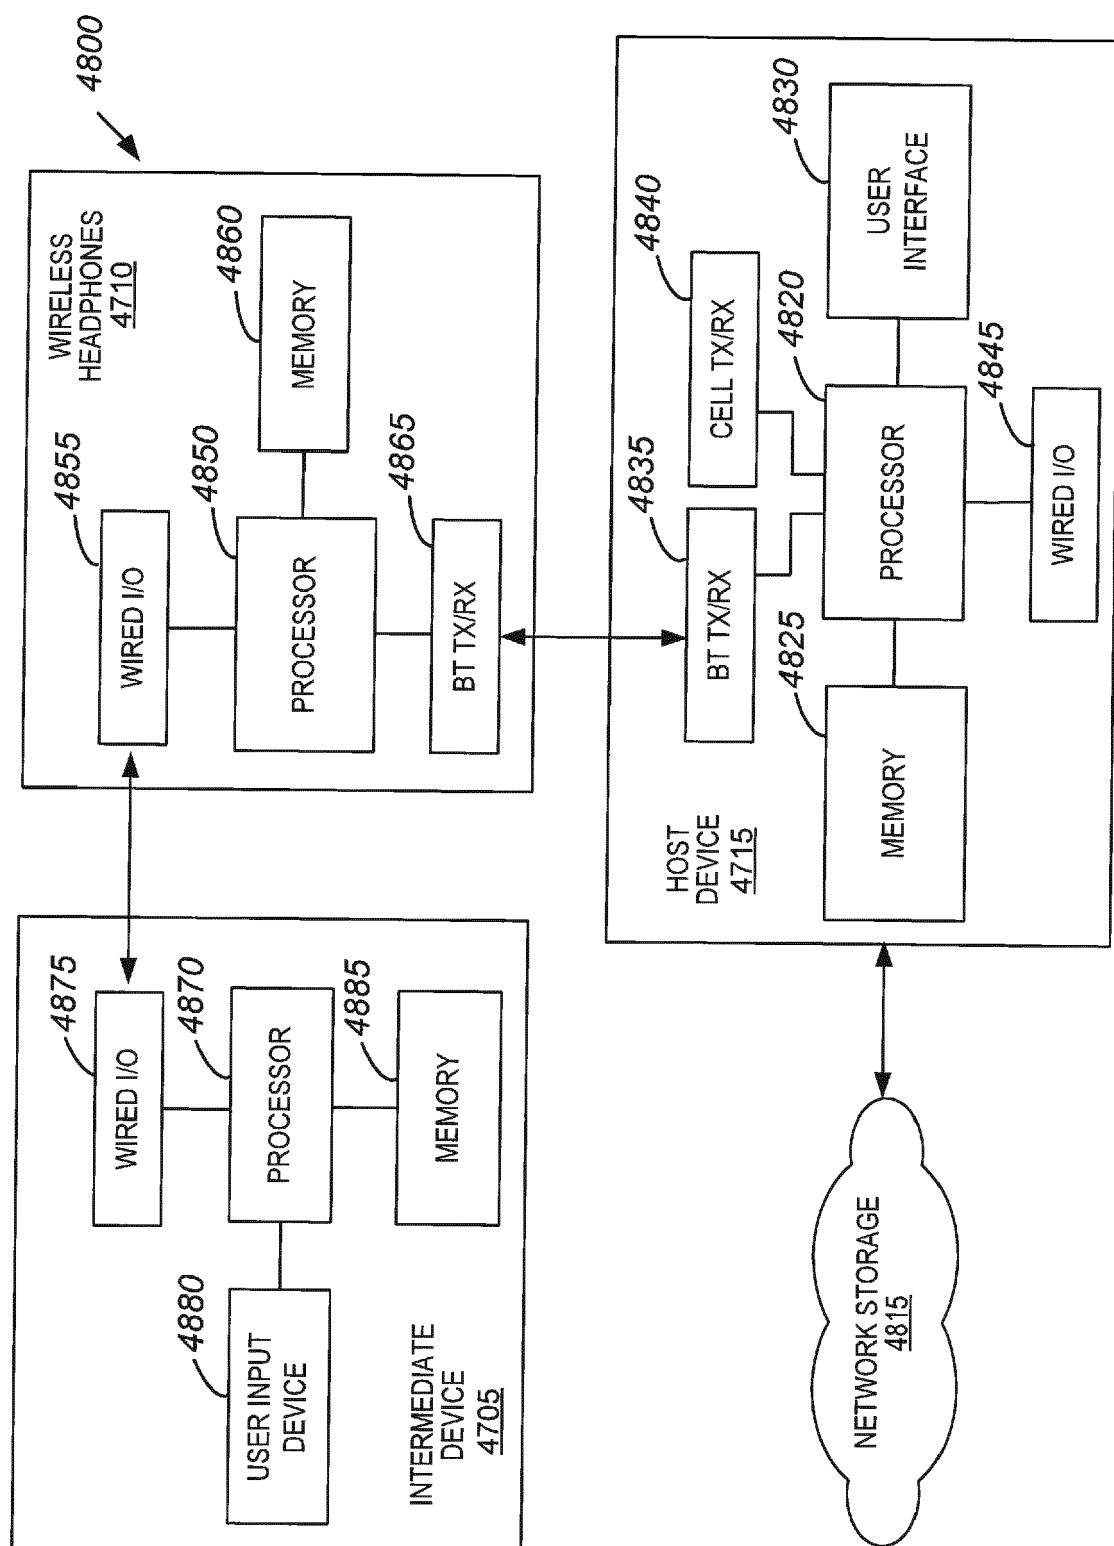 4800
INTERMEDIATE
DEVICE
4705
4875
WIRED I/O
4870
PROCESSOR
4880
USER INPUT
DEVICE
4885
MEMORY
WIRELESS
HEADPHONES
4710
4855
WIRED I/O
4850
PROCESSOR
4860
MEMORY
4865
BT TX/RX
NETWORK STORAGE
4815
HOST
DEVICE
4715
4835
BT TX/RX
4840
CELL TX/RX
4825
MEMORY
4820
PROCESSOR
4830
USER
INTERFACE
4845
WIRED I/O